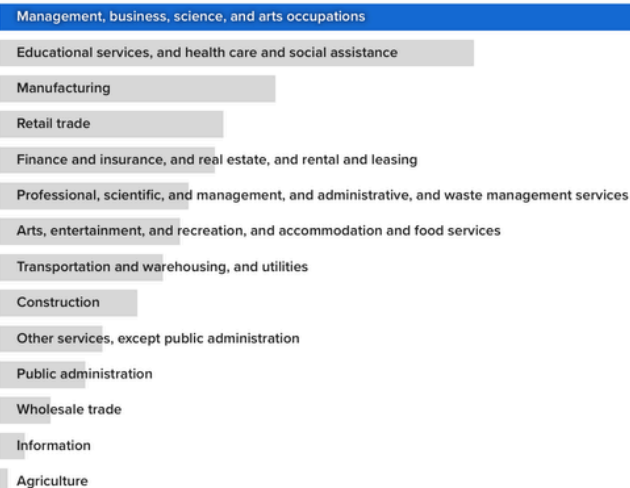 Management, business, science, and arts occupations
Educational services, and health care and social assistance
Manufacturing
Retail trade
Finance and insurance, and real estate, and rental and leasing
Professional, scientific, and management, and administrative, and waste management services
Arts, entertainment, and recreation, and accommodation and food services
Transportation and warehousing, and utilities
Construction
Other services, except public administration
Public administration
Wholesale trade
Information
Agriculture